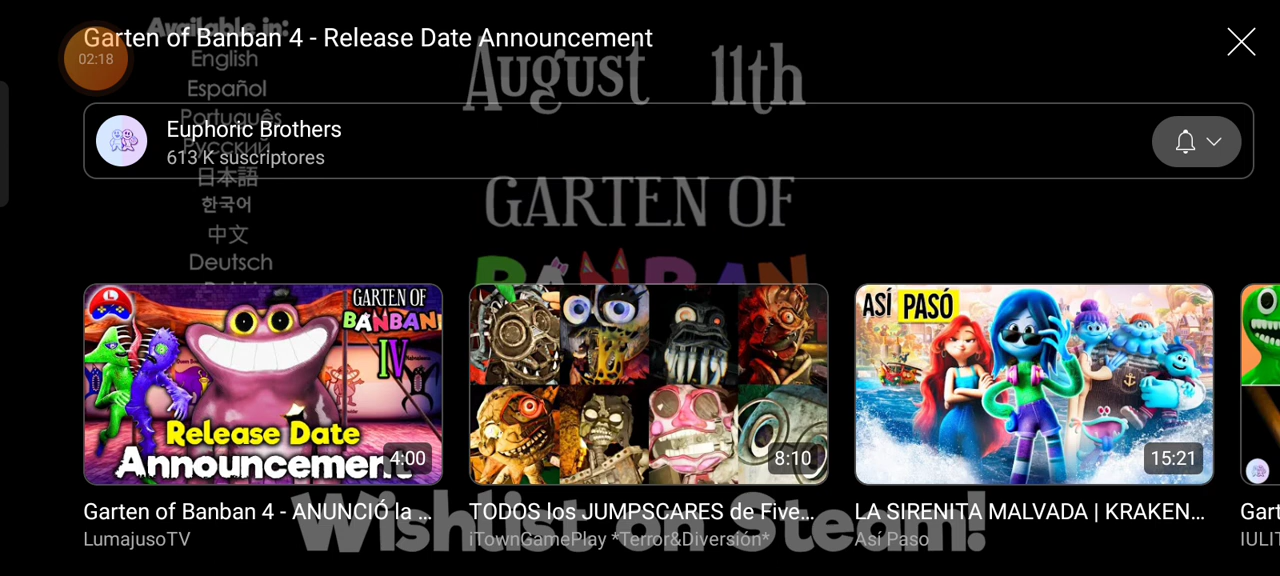 Available in:
Garten of Banban 4 - Release Date Announcement
02:18
English
August 11th
Español
Português
Euphoric Brothers
Русский
613 K suscriptores
日本語
한국어
GARTEN OF
中文
Deutsch
BANBAN
GARTEN OF
BANBAN
IV
Release Date
Announcement
4:00
8:10
ASÍ PASÓ
15:21
Garten of Banban 4 - ANUNCIÓ la ...
LumajusoTV
TODOS los JUMPSCARES de Five...
iTownGamePlay *Terror&Diversión*
LA SIRENITA MALVADA | KRAKEN...
Así Paso
Gart
IULIT
Wishlist on Steam!